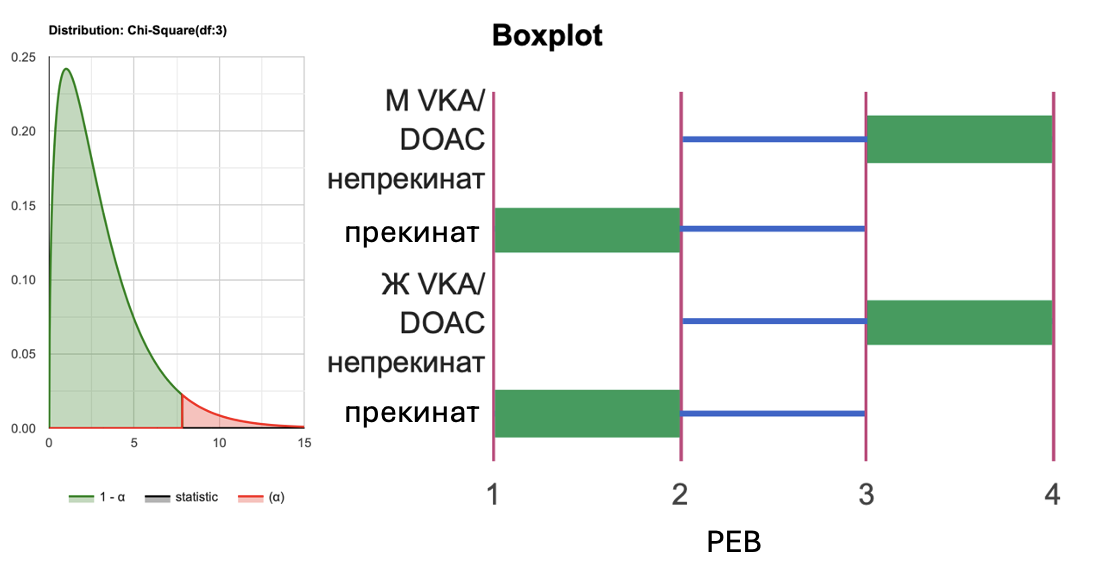 Distribution: Chi-Square(df:3)
0.25
0.20
0.15
0.10
0.05
0.00
0 5 10 15
1 - α statistic (α)
Boxplot
М VKA/
DOAC
непрекинат
прекинат
Ж VKA/
DOAC
непрекинат
прекинат
1 2 3 4
РЕВ